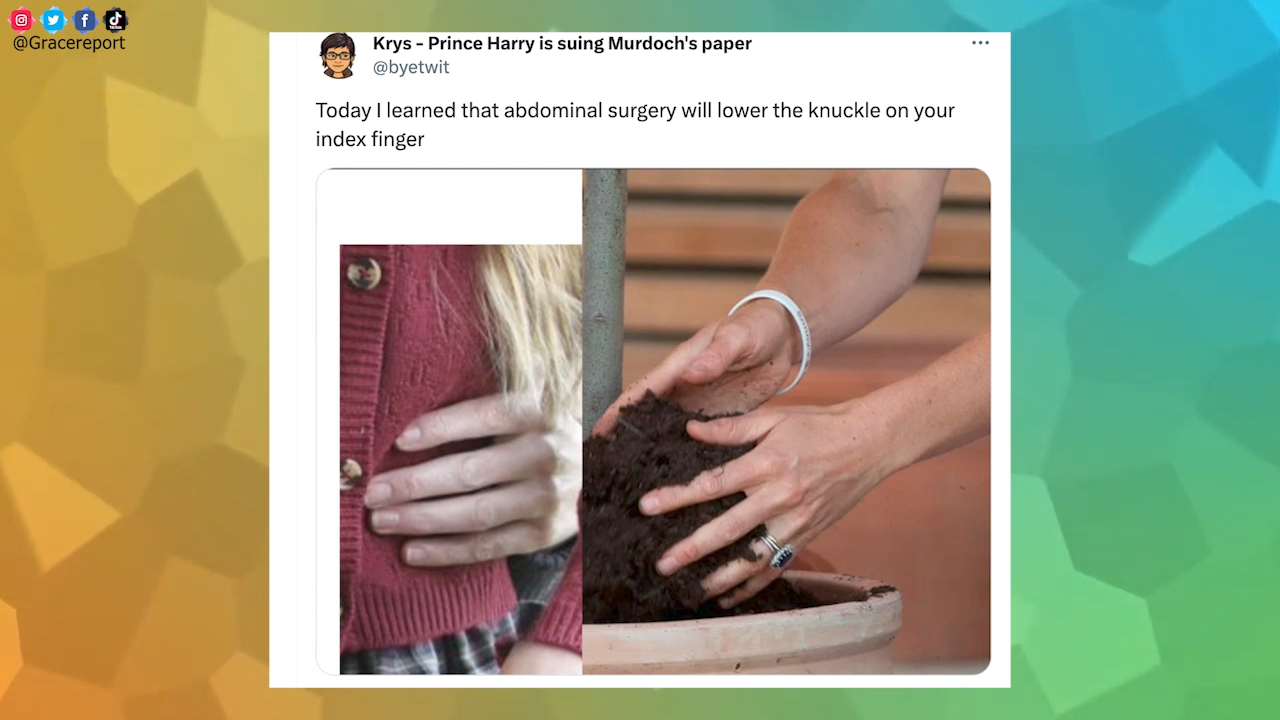 @Gracereport
Krys - Prince Harry is suing Murdoch's paper
@byetwit
Today I learned that abdominal surgery will lower the knuckle on your
index finger